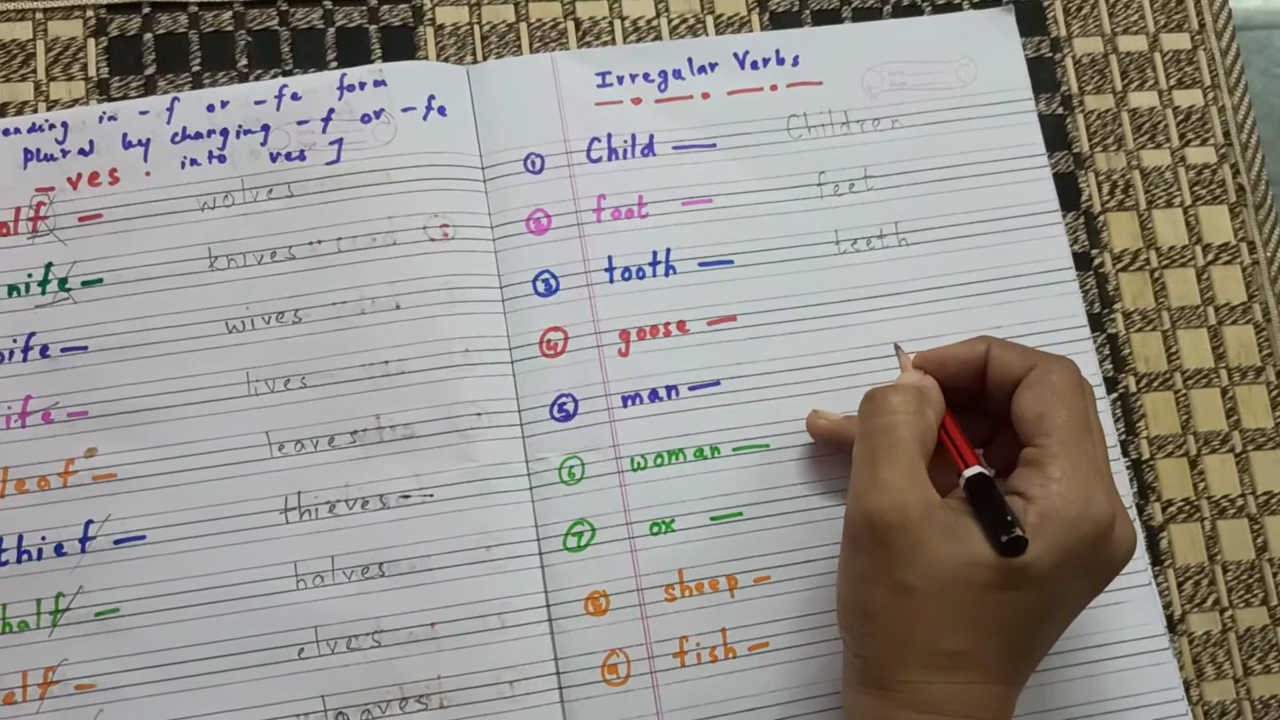 ending in -f or -fe form
plural by changing -f or -fe
into ves ]
-ves.
olf - wolves
nife - knives
ife - wives
ife - lives
leaf - leaves
thief - thieves
half - halves
elf - elves
Irregular Verbs
① Child — Children
② foot — feet
③ tooth — teeth
④ goose —
⑤ man —
⑥ woman —
⑦ ox —
⑧ sheep -
⑨ fish -